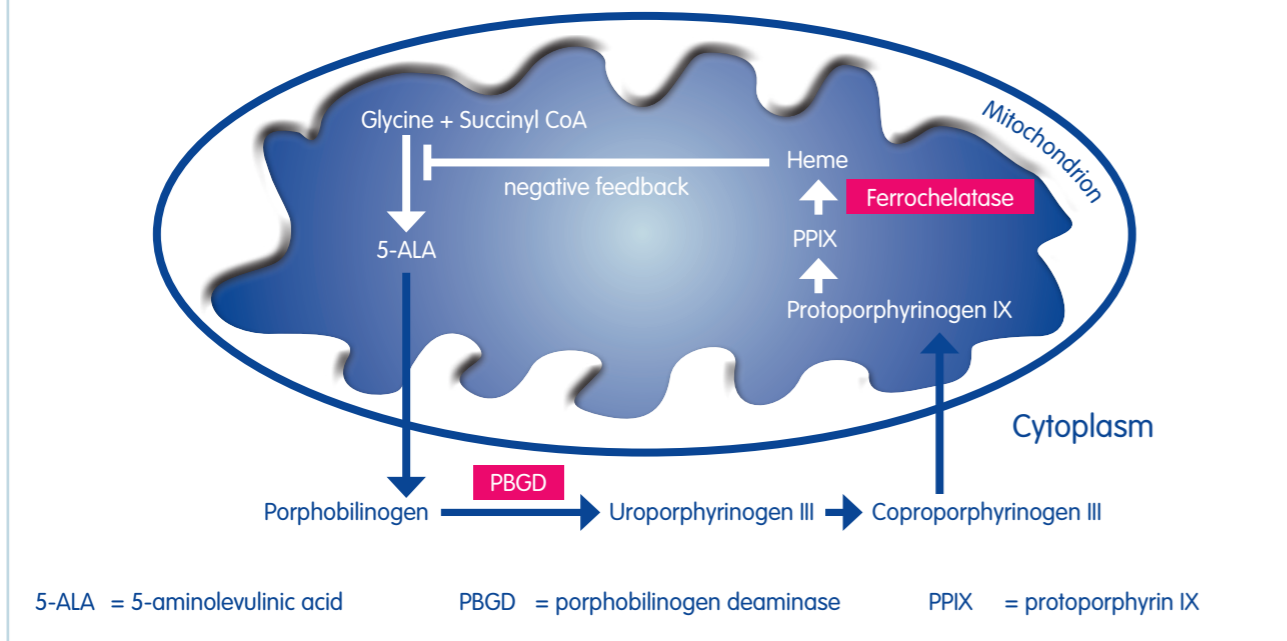 Glycine + Succinyl CoA
Mitochondrion
Heme
negative feedback
Ferrochelatase
5-ALA
PPIX
Protoporphyrinogen IX
Cytoplasm
PBGD
Porphobilinogen
Uroporphyrinogen III
Coproporphyrinogen III
5-ALA = 5-aminolevulinic acid
PBGD = porphobilinogen deaminase
PPIX = protoporphyrin IX